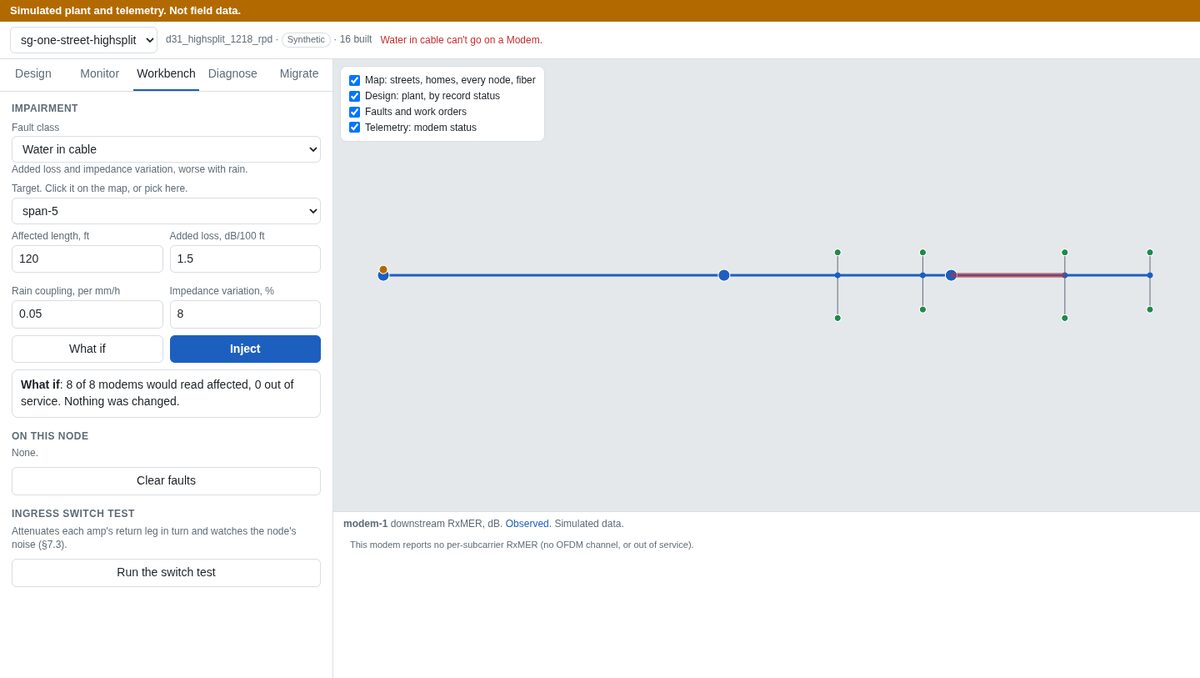 Simulated plant and telemetry. Not field data.
sg-one-street-highsplit
d31_highsplit_1218_rpd · Synthetic · 16 built
Water in cable can't go on a Modem.
Design
Monitor
Workbench
Diagnose
Migrate
IMPAIRMENT
Fault class
Water in cable
Added loss and impedance variation, worse with rain.
Target. Click it on the map, or pick here.
span-5
Affected length, ft
Added loss, dB/100 ft
120
1.5
Rain coupling, per mm/h
Impedance variation, %
0.05
8
What if
Inject
What if: 8 of 8 modems would read affected, 0 out of
service. Nothing was changed.
ON THIS NODE
None.
Clear faults
INGRESS SWITCH TEST
Attenuates each amp's return leg in turn and watches the node's
noise (§7.3).
Run the switch test
Map: streets, homes, every node, fiber
Design: plant, by record status
Faults and work orders
Telemetry: modem status
modem-1 downstream RxMER, dB. Observed. Simulated data.
This modem reports no per-subcarrier RxMER (no OFDM channel, or out of service).